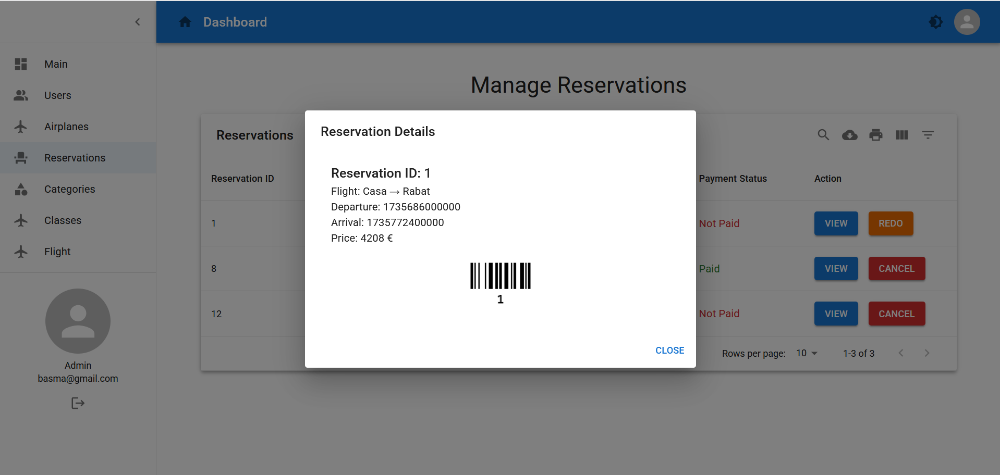 Dashboard
Main
Users
Airplanes
Reservations
Categories
Classes
Flight
Admin
basma@gmail.com
Manage Reservations
Reservations
Reservation ID
Payment Status
Action
1
Not Paid
VIEW
REDO
8
Paid
VIEW
CANCEL
12
Not Paid
VIEW
CANCEL
Rows per page:
10
1-3 of 3
Reservation Details
Reservation ID: 1
Flight: Casa → Rabat
Departure: 1735686000000
Arrival: 1735772400000
Price: 4208 €
1
CLOSE